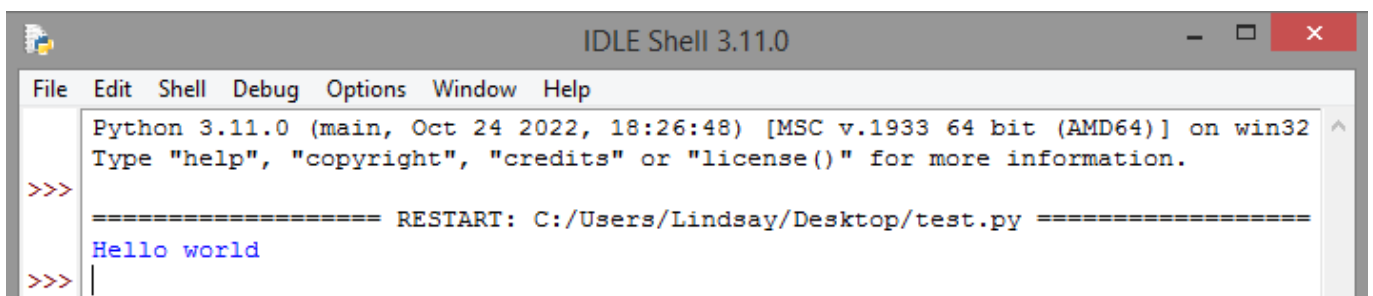 IDLE Shell 3.11.0
File Edit Shell Debug Options Window Help
Python 3.11.0 (main, Oct 24 2022, 18:26:48) [MSC v.1933 64 bit (AMD64)] on win32
Type "help", "copyright", "credits" or "license()" for more information.
>>>
=================== RESTART: C:/Users/Lindsay/Desktop/test.py ==================
Hello world
>>>